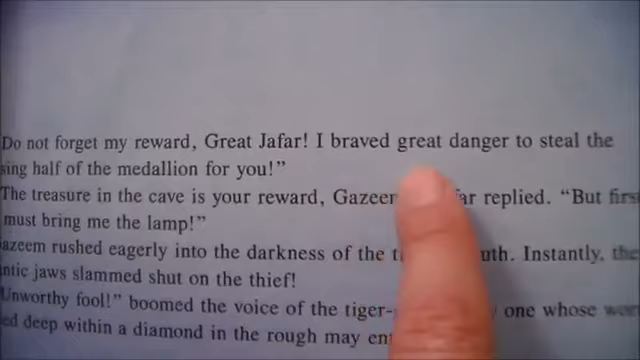 Do not forget my reward, Great Jafar! I braved great danger to steal the
sing half of the medallion for you!”
The treasure in the cave is your reward, Gazeem far replied. “But first
must bring me the lamp!”
azeem rushed eagerly into the darkness of the t uth. Instantly, the
ntic jaws slammed shut on the thief!
Unworthy fool!” boomed the voice of the tiger- one whose wor
ed deep within a diamond in the rough may en